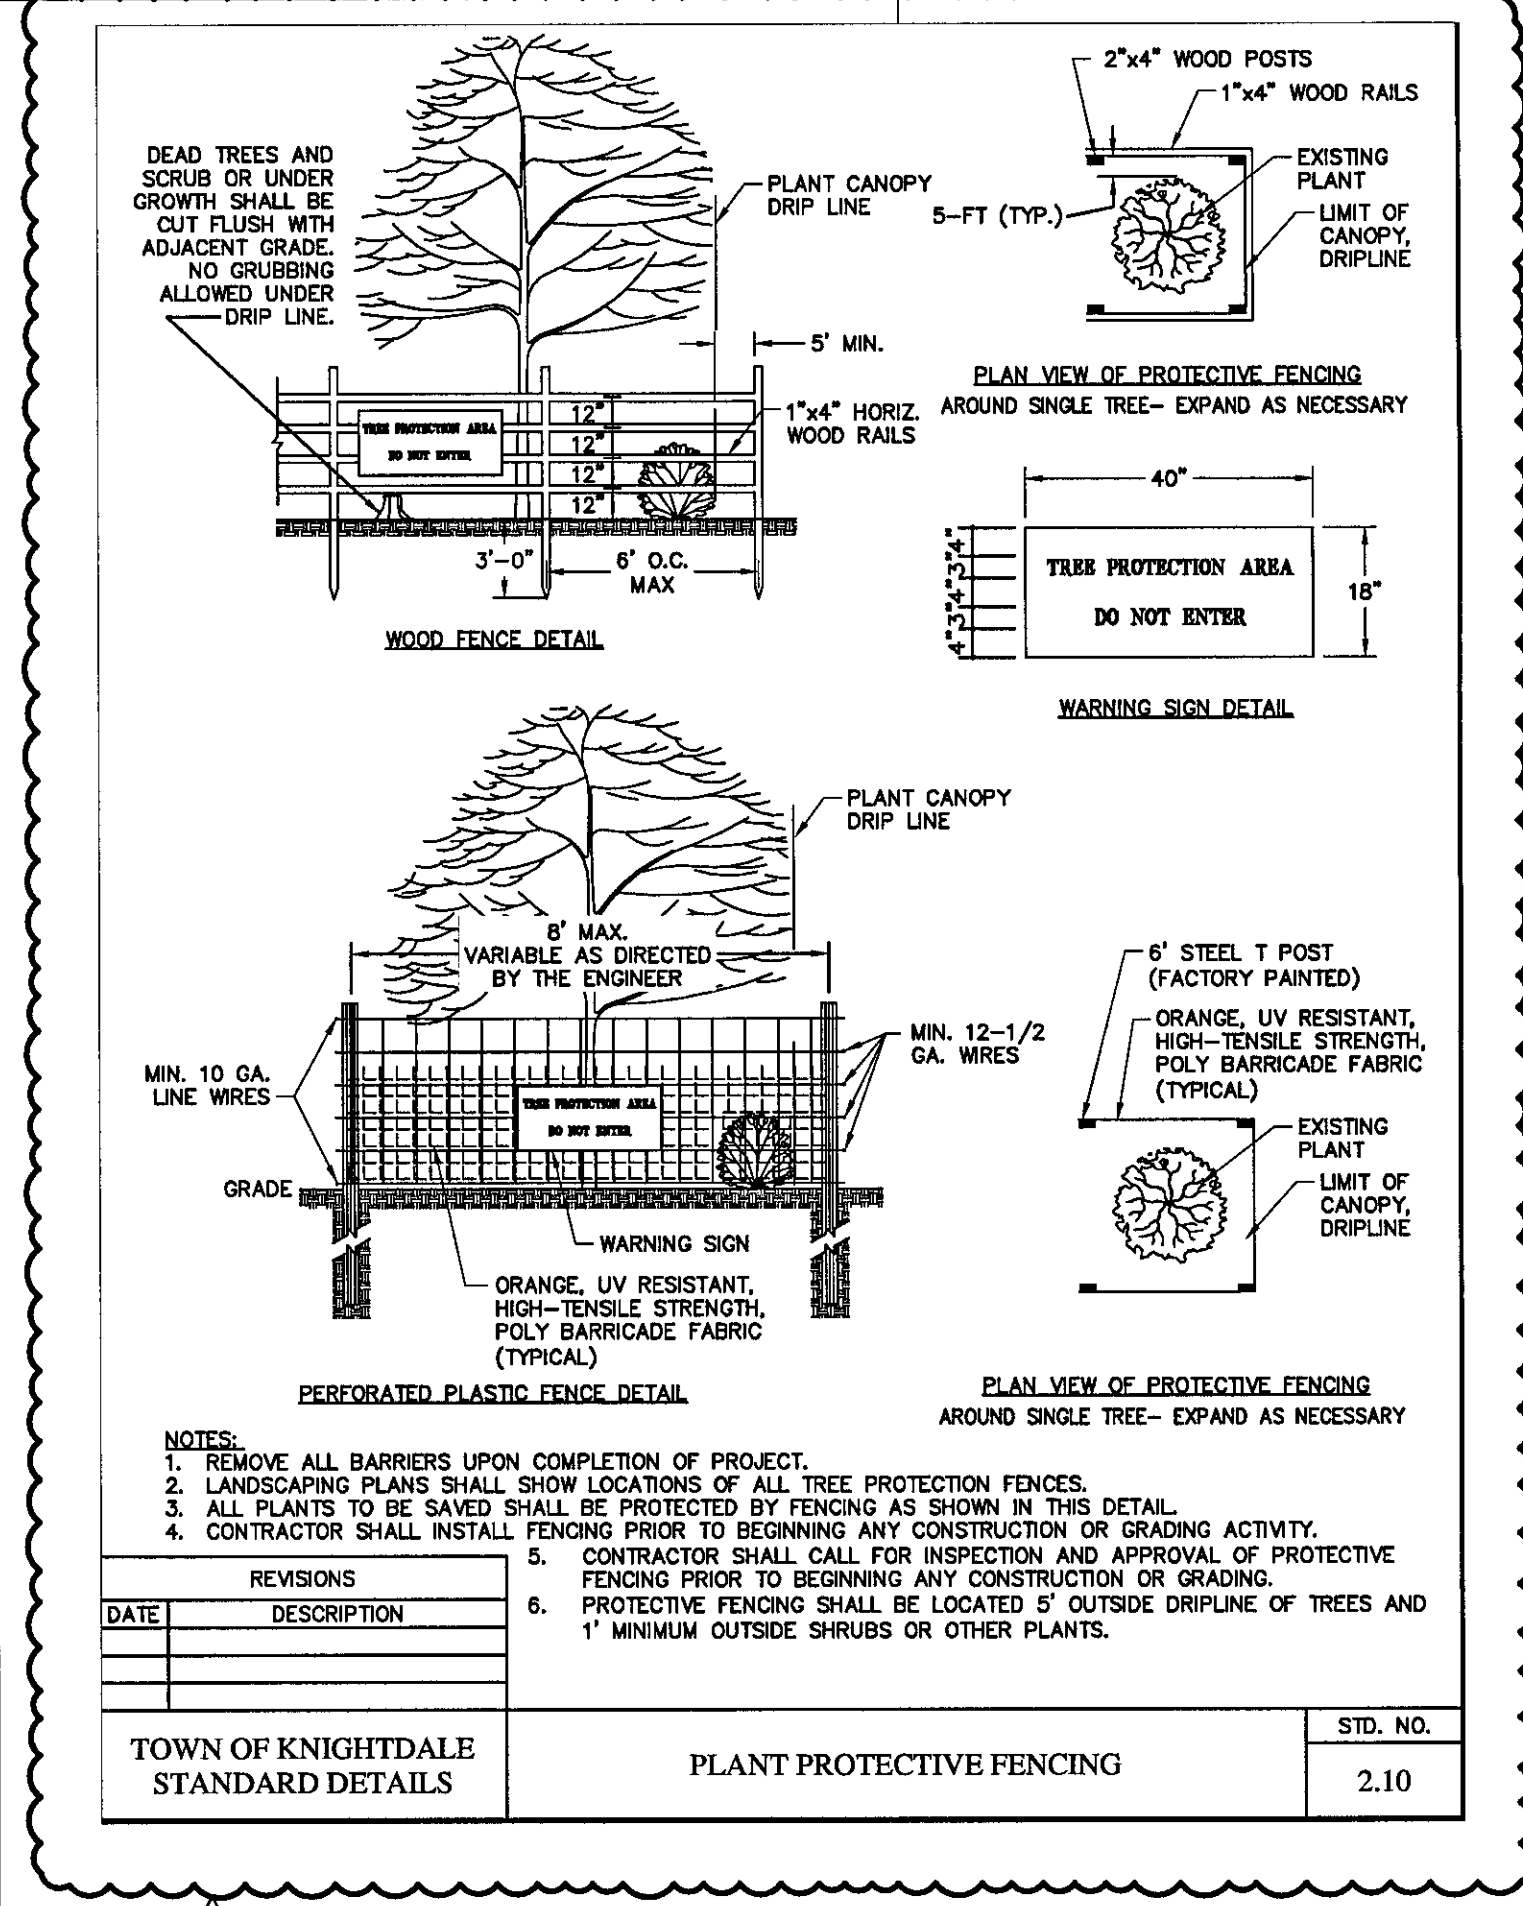 DEAD TREES AND
SCRUB OR UNDER
GROWTH SHALL BE
CUT FLUSH WITH
ADJACENT GRADE.
NO GRUBBING
ALLOWED UNDER
DRIP LINE.
PLANT CANOPY
DRIP LINE
5' MIN.
12"
12"
12"
12"
1"x4" HORIZ.
WOOD RAILS
TREE PROTECTION AREA
DO NOT ENTER
3'-0"
6' O.C.
MAX
WOOD FENCE DETAIL
2"x4" WOOD POSTS
1"x4" WOOD RAILS
EXISTING
PLANT
5-FT (TYP.)
LIMIT OF
CANOPY,
DRIPLINE
PLAN VIEW OF PROTECTIVE FENCING
AROUND SINGLE TREE- EXPAND AS NECESSARY
40"
4"3"4"3"4"
TREE PROTECTION AREA
DO NOT ENTER
18"
WARNING SIGN DETAIL
PLANT CANOPY
DRIP LINE
8' MAX.
VARIABLE AS DIRECTED
BY THE ENGINEER
MIN. 10 GA.
LINE WIRES
MIN. 12-1/2
GA. WIRES
TREE PROTECTION AREA
DO NOT ENTER
GRADE
WARNING SIGN
ORANGE, UV RESISTANT,
HIGH-TENSILE STRENGTH,
POLY BARRICADE FABRIC
(TYPICAL)
PERFORATED PLASTIC FENCE DETAIL
6' STEEL T POST
(FACTORY PAINTED)
ORANGE, UV RESISTANT,
HIGH-TENSILE STRENGTH,
POLY BARRICADE FABRIC
(TYPICAL)
EXISTING
PLANT
LIMIT OF
CANOPY,
DRIPLINE
PLAN VIEW OF PROTECTIVE FENCING
AROUND SINGLE TREE- EXPAND AS NECESSARY
NOTES:
1. REMOVE ALL BARRIERS UPON COMPLETION OF PROJECT.
2. LANDSCAPING PLANS SHALL SHOW LOCATIONS OF ALL TREE PROTECTION FENCES.
3. ALL PLANTS TO BE SAVED SHALL BE PROTECTED BY FENCING AS SHOWN IN THIS DETAIL.
4. CONTRACTOR SHALL INSTALL FENCING PRIOR TO BEGINNING ANY CONSTRUCTION OR GRADING ACTIVITY.
5. CONTRACTOR SHALL CALL FOR INSPECTION AND APPROVAL OF PROTECTIVE
FENCING PRIOR TO BEGINNING ANY CONSTRUCTION OR GRADING.
6. PROTECTIVE FENCING SHALL BE LOCATED 5' OUTSIDE DRIPLINE OF TREES AND
1' MINIMUM OUTSIDE SHRUBS OR OTHER PLANTS.
REVISIONS
DATE DESCRIPTION
TOWN OF KNIGHTDALE
STANDARD DETAILS
PLANT PROTECTIVE FENCING
STD. NO.
2.10